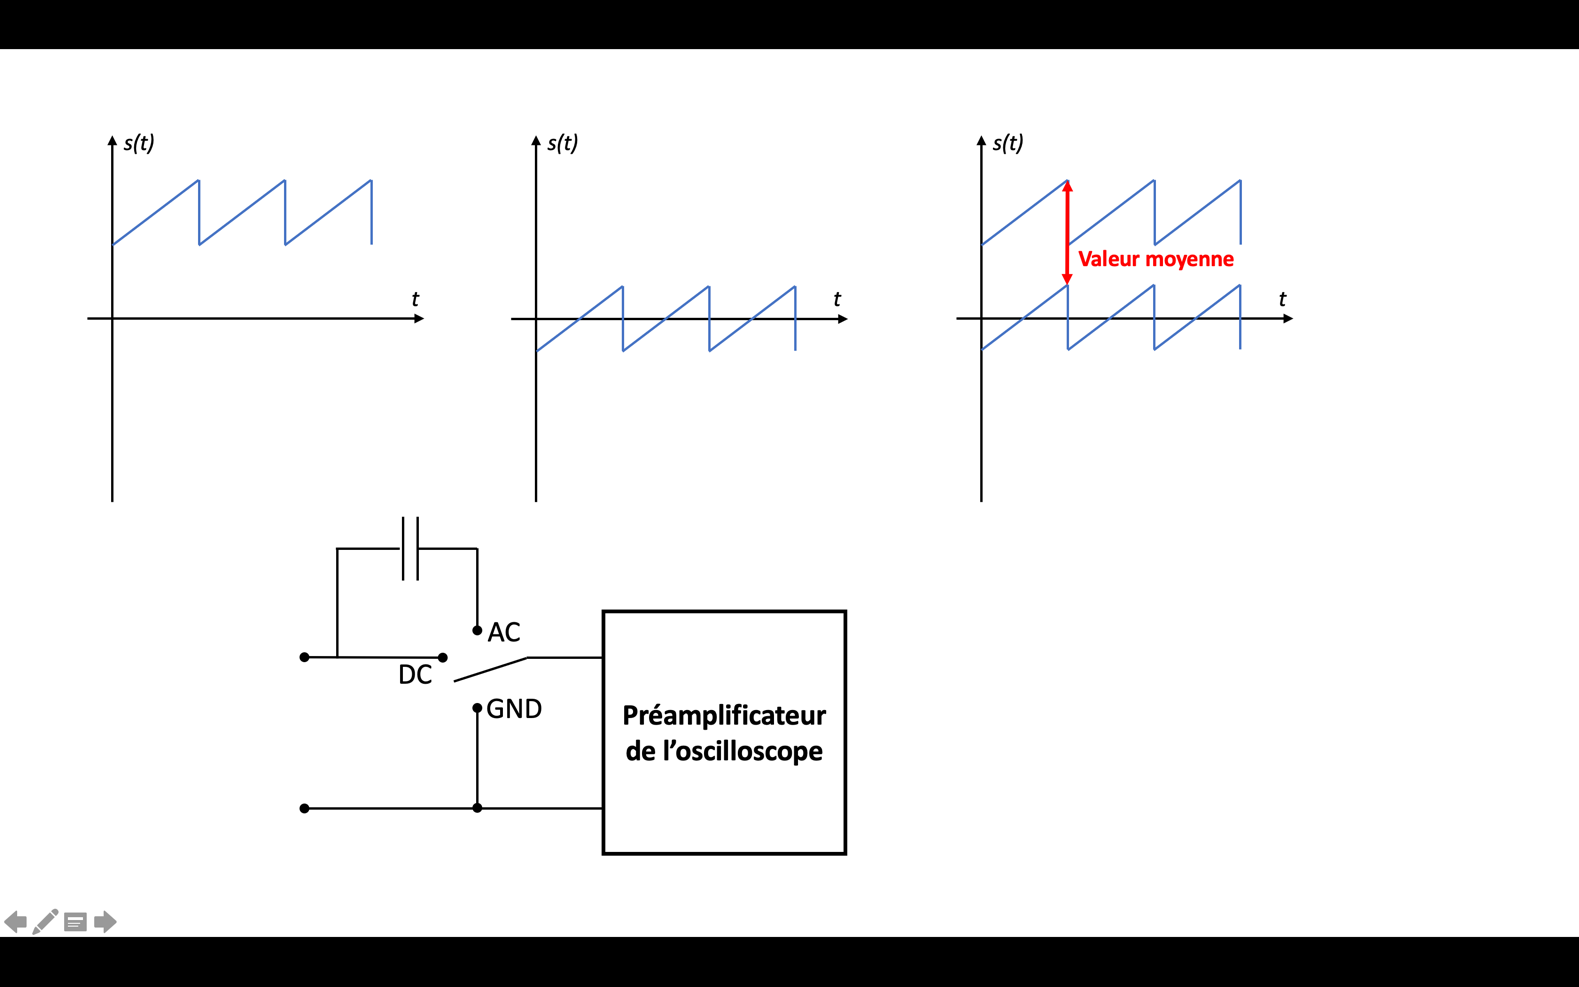 s(t)
s(t)
s(t)
t
t
t
Valeur moyenne
AC
DC
GND
Préamplificateur
de l’oscilloscope